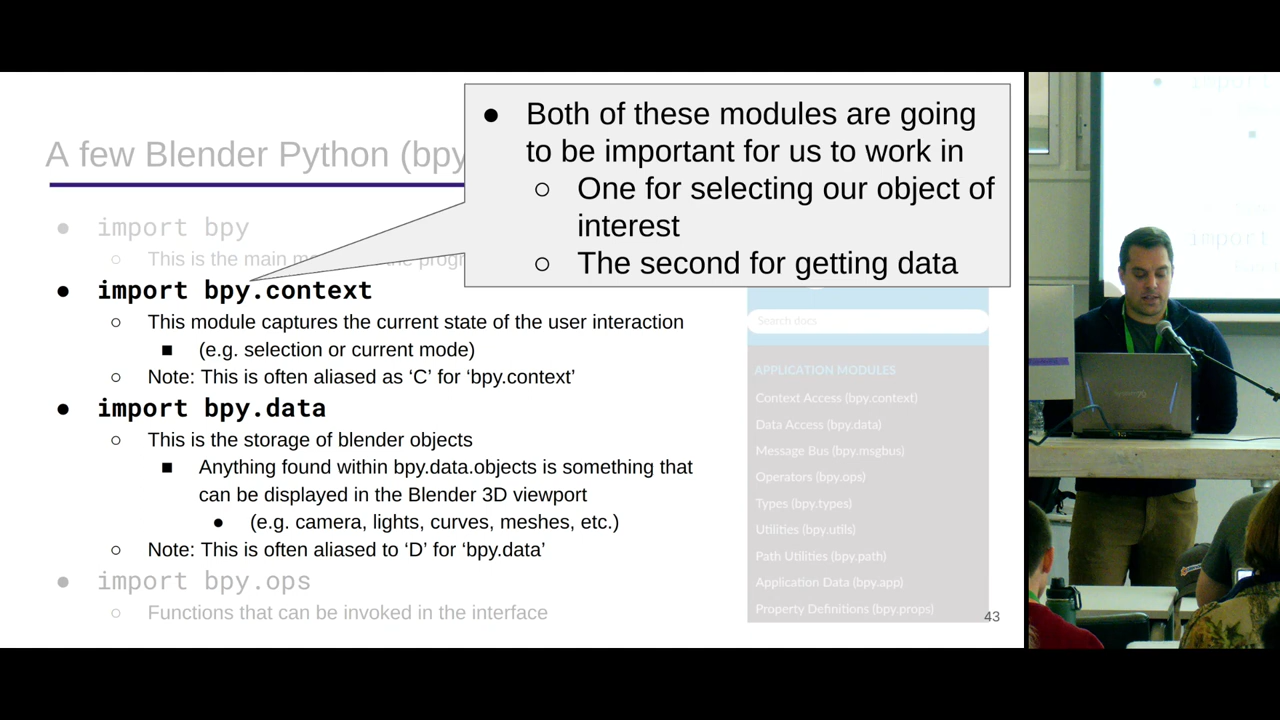 A few Blender Python (bpy
● Both of these modules are going
to be important for us to work in
○ One for selecting our object of
interest
○ The second for getting data
● import bpy
○ This is the main
● import bpy.context
○ This module captures the current state of the user interaction
■ (e.g. selection or current mode)
○ Note: This is often aliased as ‘C’ for ‘bpy.context’
● import bpy.data
○ This is the storage of blender objects
■ Anything found within bpy.data.objects is something that
can be displayed in the Blender 3D viewport
● (e.g. camera, lights, curves, meshes, etc.)
○ Note: This is often aliased to ‘D’ for ‘bpy.data’
● import bpy.ops
○ Functions that can be invoked in the interface
Search docs
APPLICATION MODULES
Context Access (bpy.context)
Data Access (bpy.data)
Message Bus (bpy.msgbus)
Operators (bpy.ops)
Types (bpy.types)
Utilities (bpy.utils)
Path Utilities (bpy.path)
Application Data (bpy.app)
Property Definitions (bpy.props)
43
import
import